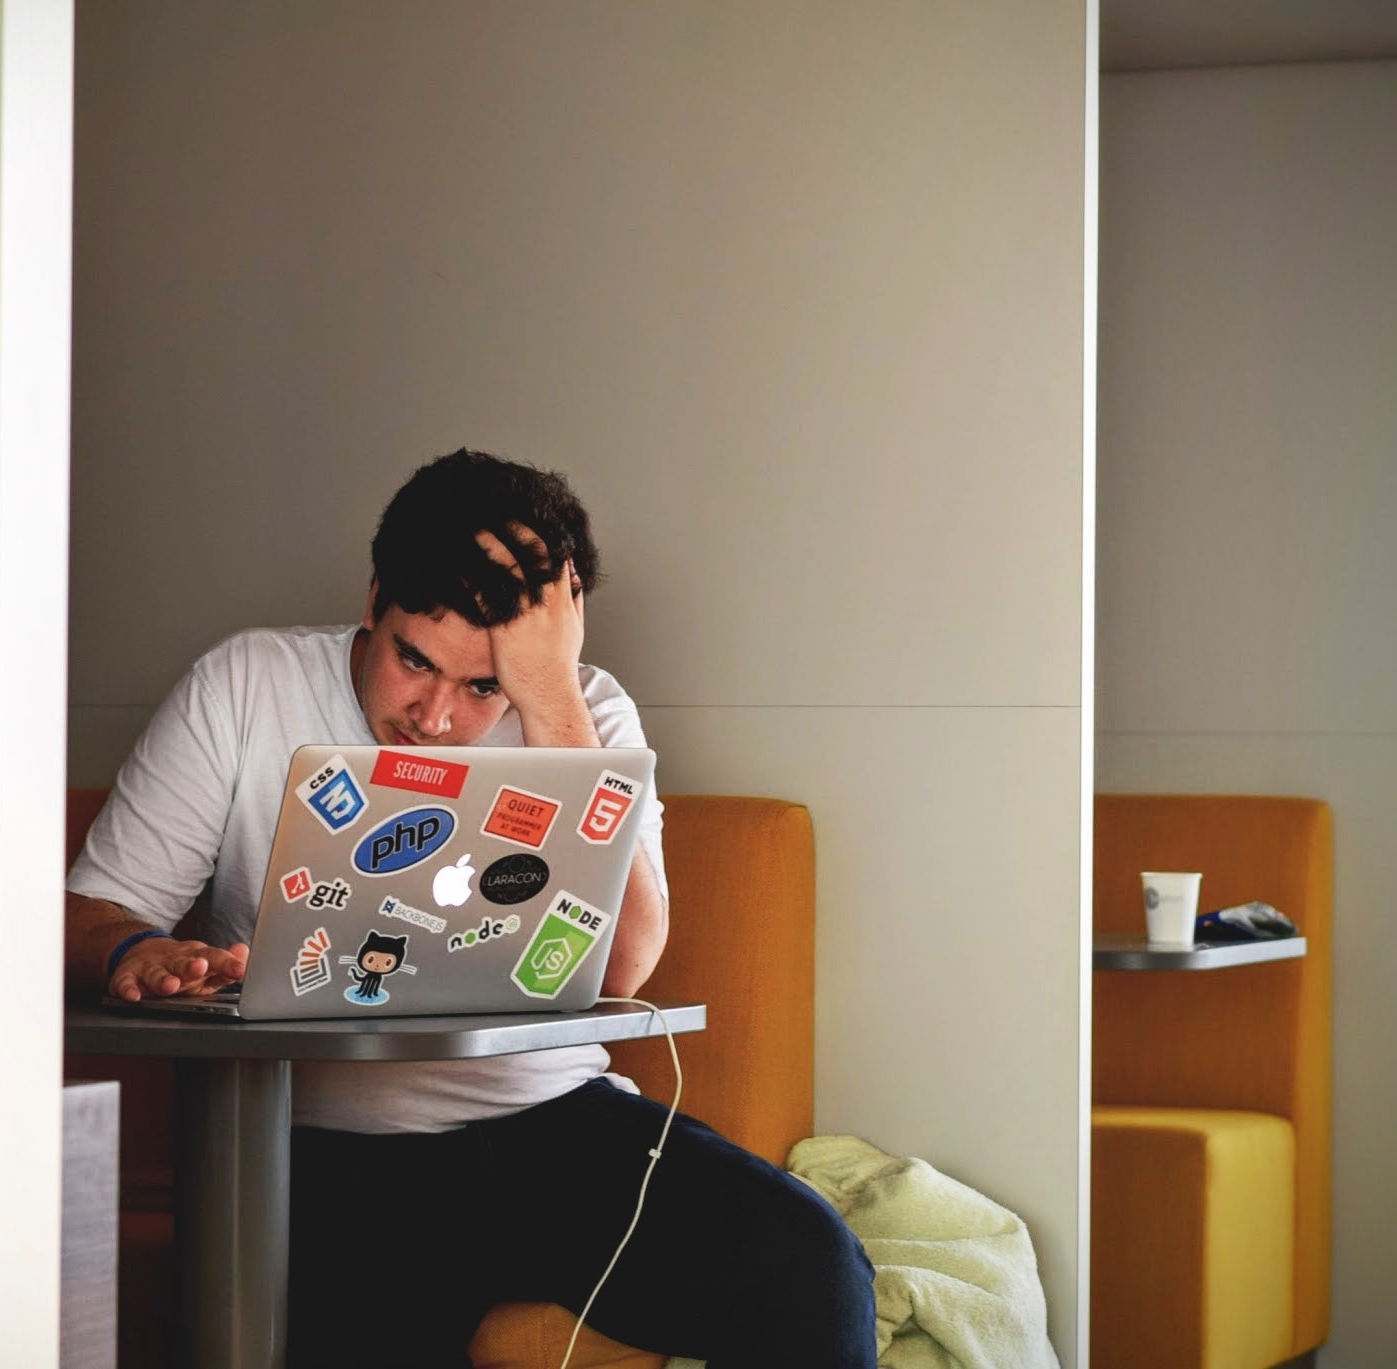 CSS
SECURITY
HTML
5
php
QUIET
PROGRAMMER
AT WORK
LARACON
git
BACKBONE.JS
node
NODE
JS